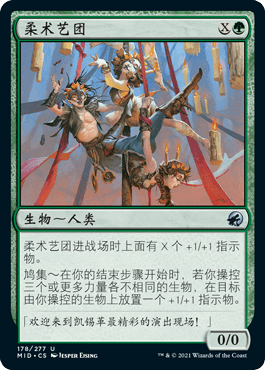 柔术艺团 X
生物～人类
柔术艺团进战场时上面有 X 个 +1/+1 指示
物。
鸠集～在你的结束步骤开始时，若你操控
三个或更多力量各不相同的生物，在目标
由你操控的生物上放置一个 +1/+1 指示物。
「欢迎来到凯锡革最精彩的演出现场！」
0/0
178/277 U
MID • CS JESPER EJSING
™ & © 2021 Wizards of the Coast